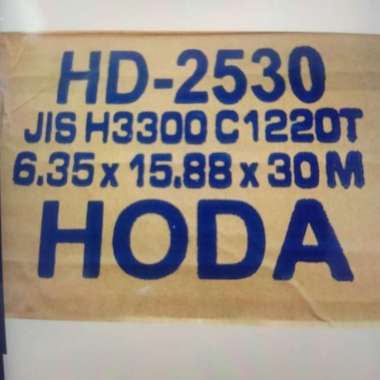 HD-2530
JIS H3300 C1220T
6.35 x 15.88 x 30 M
HODA